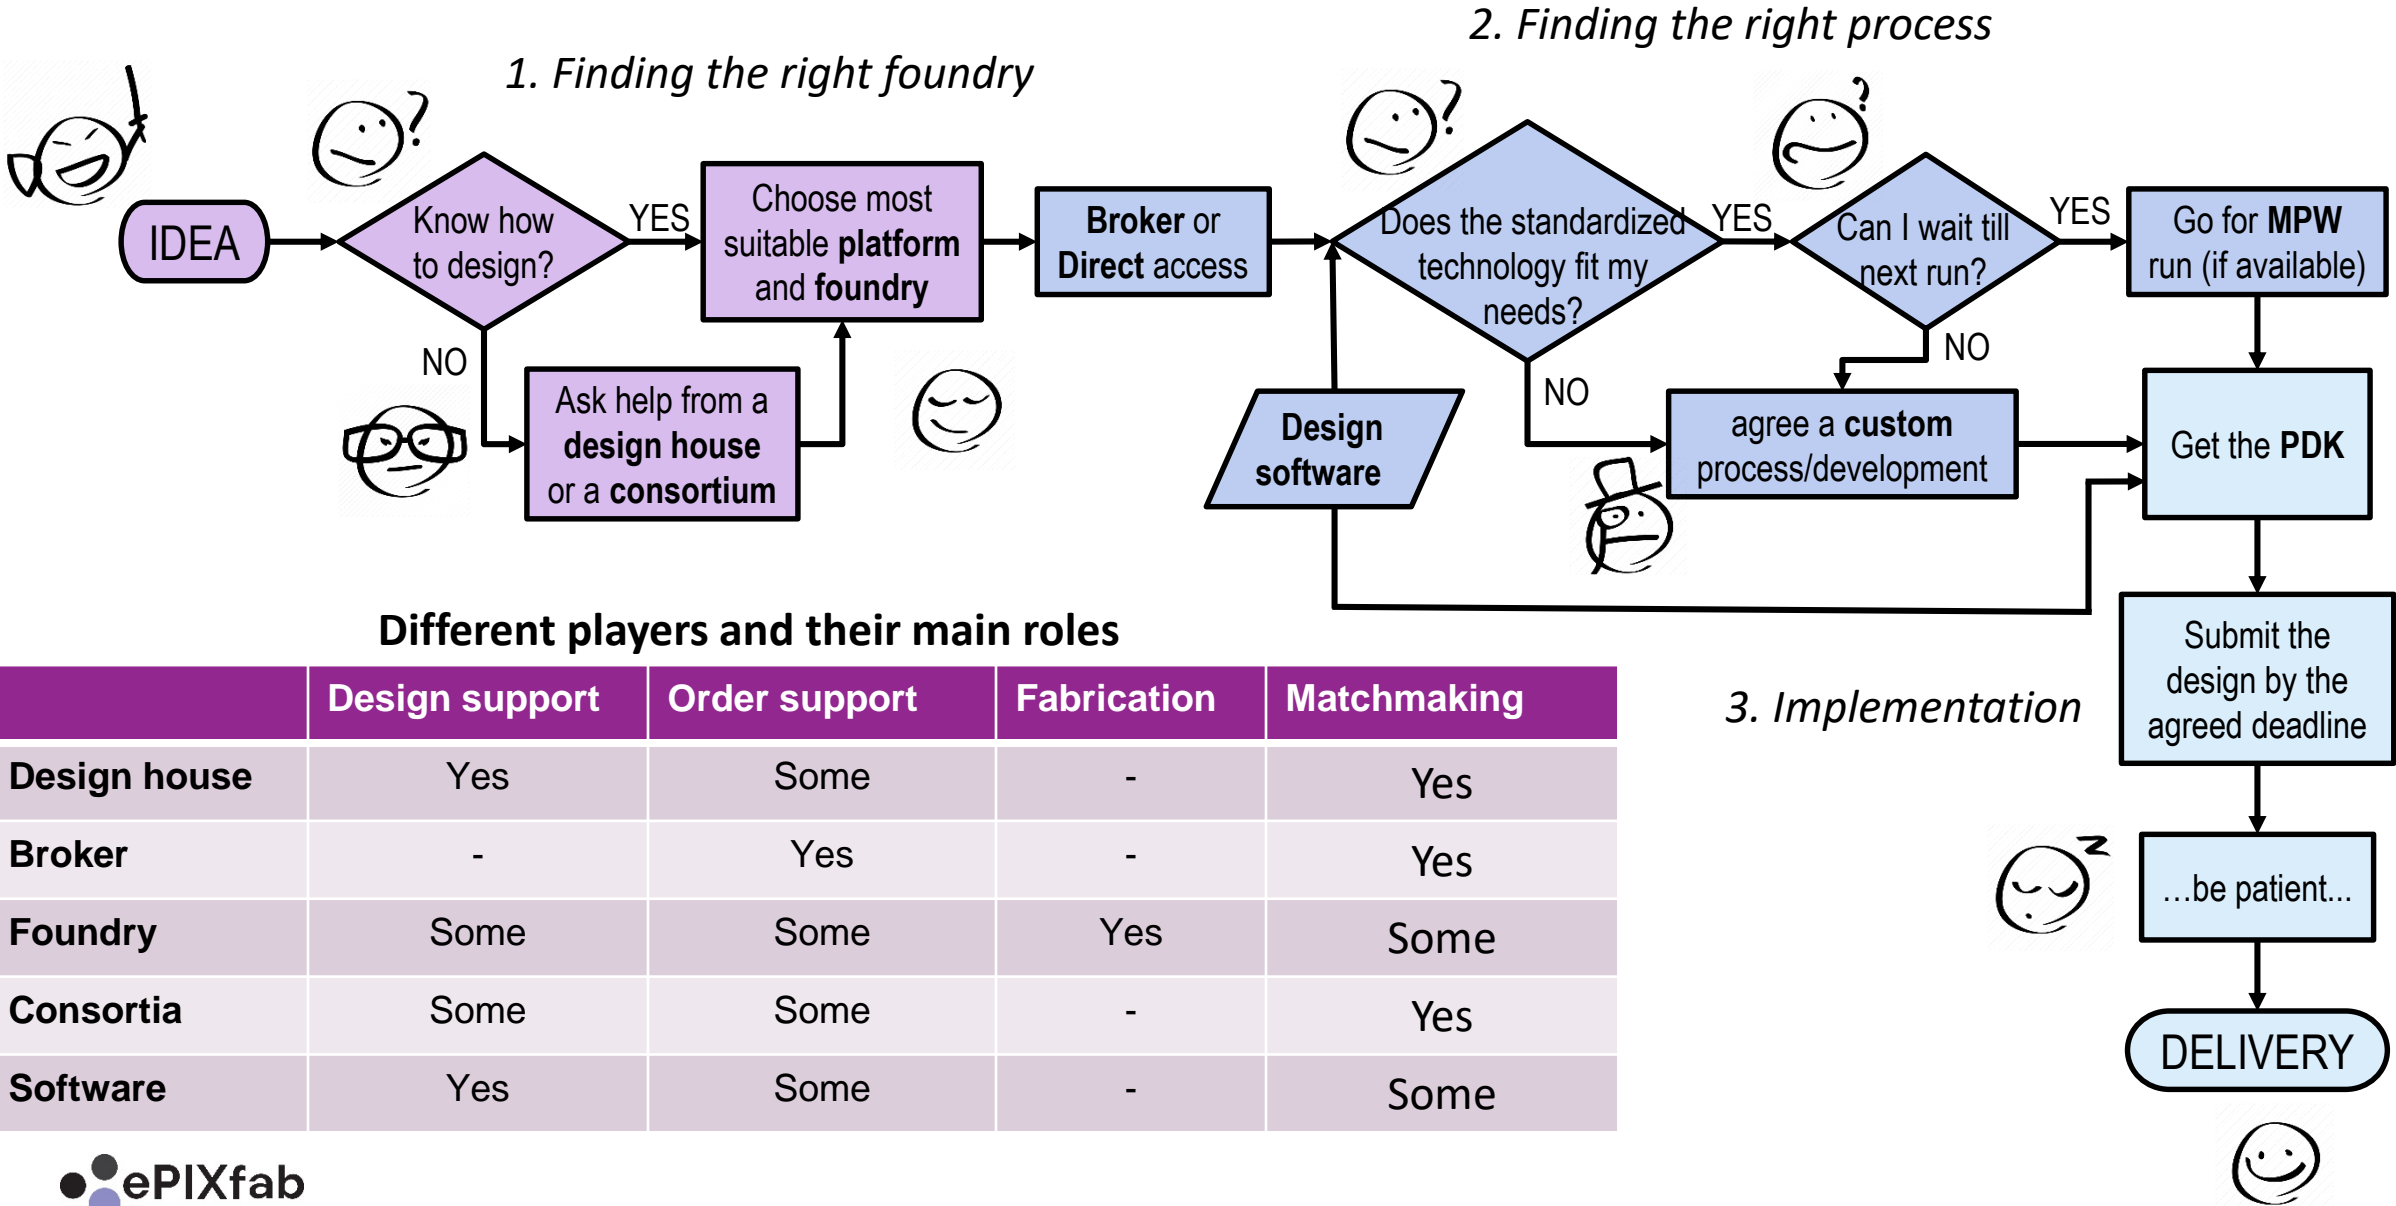 2. Finding the right process
1. Finding the right foundry
IDEA
Know how
to design?
YES
NO
Choose most
suitable platform
and foundry
Ask help from a
design house
or a consortium
Broker or
Direct access
Does the standardized
technology fit my
needs?
YES
NO
Can I wait till
next run?
YES
NO
Go for MPW
run (if available)
Design
software
agree a custom
process/development
Get the PDK
Submit the
design by the
agreed deadline
3. Implementation
…be patient...
DELIVERY
Different players and their main roles
Design support Order support Fabrication Matchmaking
Design house Yes Some - Yes
Broker - Yes - Yes
Foundry Some Some Yes Some
Consortia Some Some - Yes
Software Yes Some - Some
ePIXfab